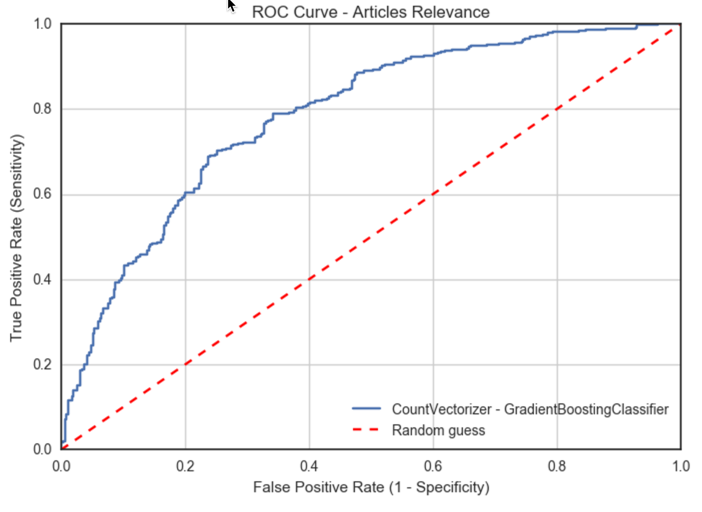 ROC Curve - Articles Relevance
1.0
0.8
0.6
0.4
0.2
0.0
True Positive Rate (Sensitivity)
CountVectorizer - GradientBoostingClassifier
Random guess
0.0 0.2 0.4 0.6 0.8 1.0
False Positive Rate (1 - Specificity)